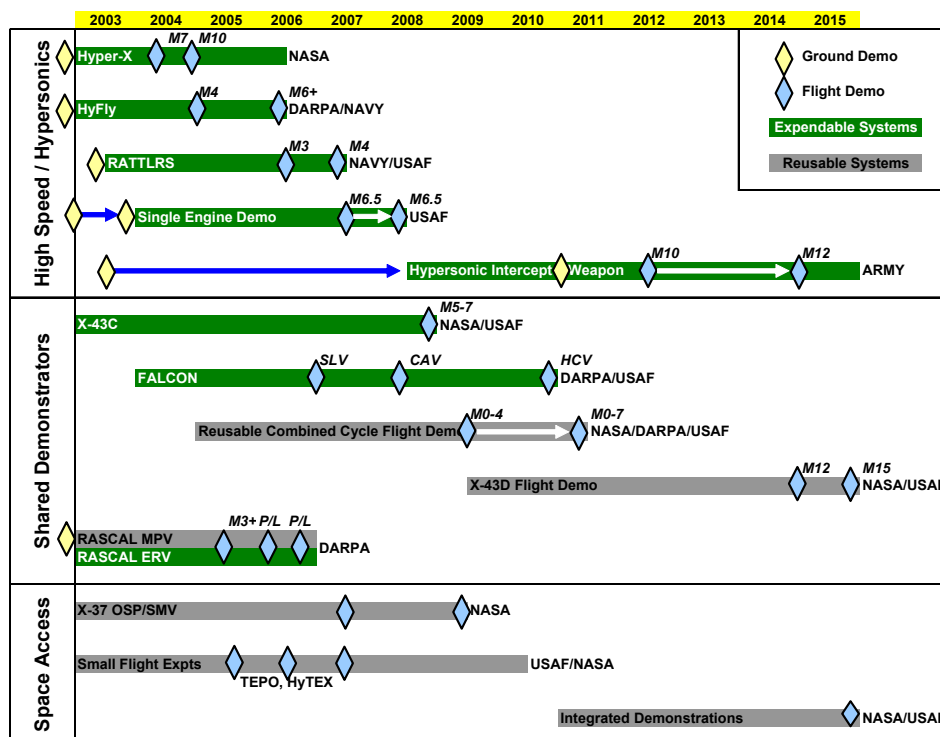 2003 2004 2005 2006 2007 2008 2009 2010 2011 2012 2013 2014 2015
High Speed / Hypersonics
M7 M10
Hyper-X NASA
M4 M6+
HyFly DARPA/NAVY
M3 M4
RATTLRS NAVY/USAF
M6.5 M6.5
Single Engine Demo USAF
M10 M12
Hypersonic Intercept Weapon ARMY
Ground Demo
Flight Demo
Expendable Systems
Reusable Systems
Shared Demonstrators
M5-7
X-43C NASA/USAF
SLV CAV HCV
FALCON DARPA/USAF
M0-4 M0-7
Reusable Combined Cycle Flight Demo NASA/DARPA/USAF
M12 M15
X-43D Flight Demo NASA/USAF
M3+ P/L P/L
RASCAL MPV
DARPA
RASCAL ERV
Space Access
X-37 OSP/SMV NASA
Small Flight Expts USAF/NASA
TEPO, HyTEX
Integrated Demonstrations NASA/USAF